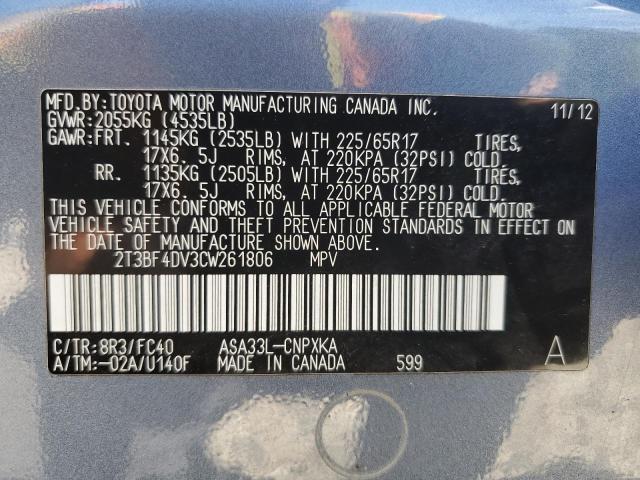 MFD.BY:TOYOTA MOTOR MANUFACTURING CANADA INC. 11/12
GVWR:2055KG (4535LB)
GAWR:FRT. 1145KG (2535LB) WITH 225/65R17 TIRES,
17X6. 5J RIMS, AT 220KPA (32PSI) COLD.
RR. 1135KG (2505LB) WITH 225/65R17 TIRES,
17X6. 5J RIMS, AT 220KPA (32PSI) COLD.
THIS VEHICLE CONFORMS TO ALL APPLICABLE FEDERAL MOTOR
VEHICLE SAFETY AND THEFT PREVENTION STANDARDS IN EFFECT
ON THE DATE OF MANUFACTURE SHOWN ABOVE.
2T3BF4DV3CW261806 MPV
C/TR:8R3/FC40 ASA33L-CNPXKA
A/TM:-02A/U140F MADE IN CANADA 599 A